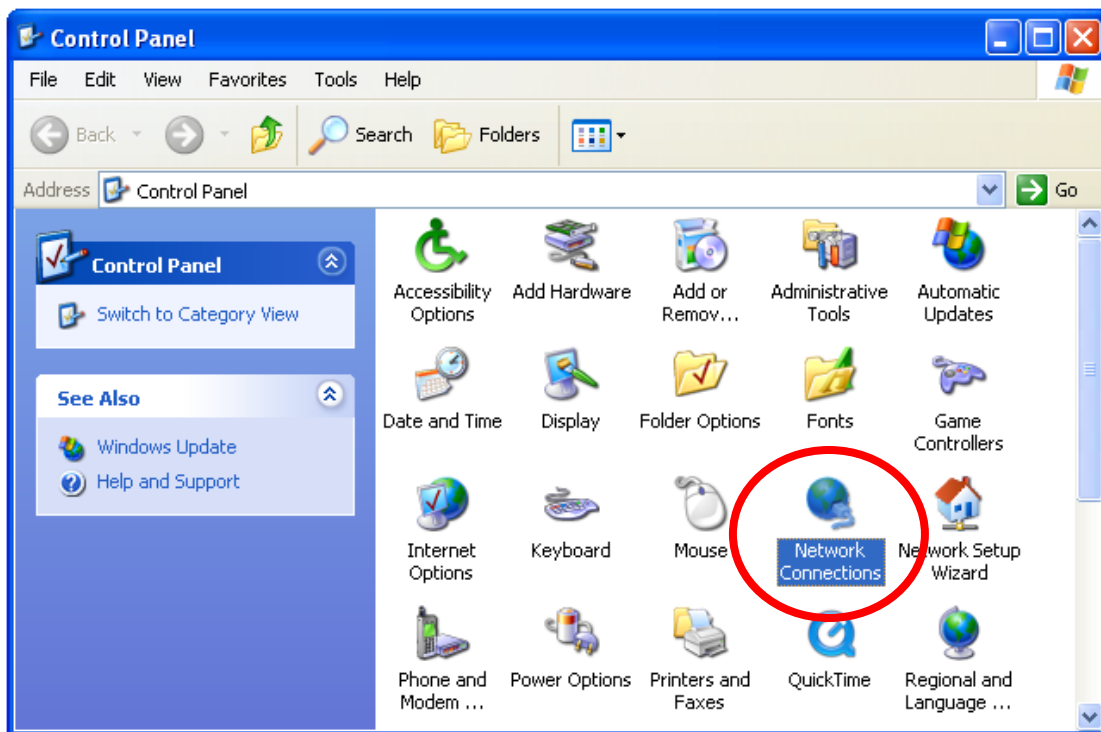 Control Panel
File Edit View Favorites Tools Help
Back Search Folders
Address Control Panel Go
Control Panel
Switch to Category View
See Also
Windows Update
Help and Support
Accessibility Options
Add Hardware
Add or Remov...
Administrative Tools
Automatic Updates
Date and Time
Display
Folder Options
Fonts
Game Controllers
Internet Options
Keyboard
Mouse
Network Connections
Network Setup Wizard
Phone and Modem ...
Power Options
Printers and Faxes
QuickTime
Regional and Language ...